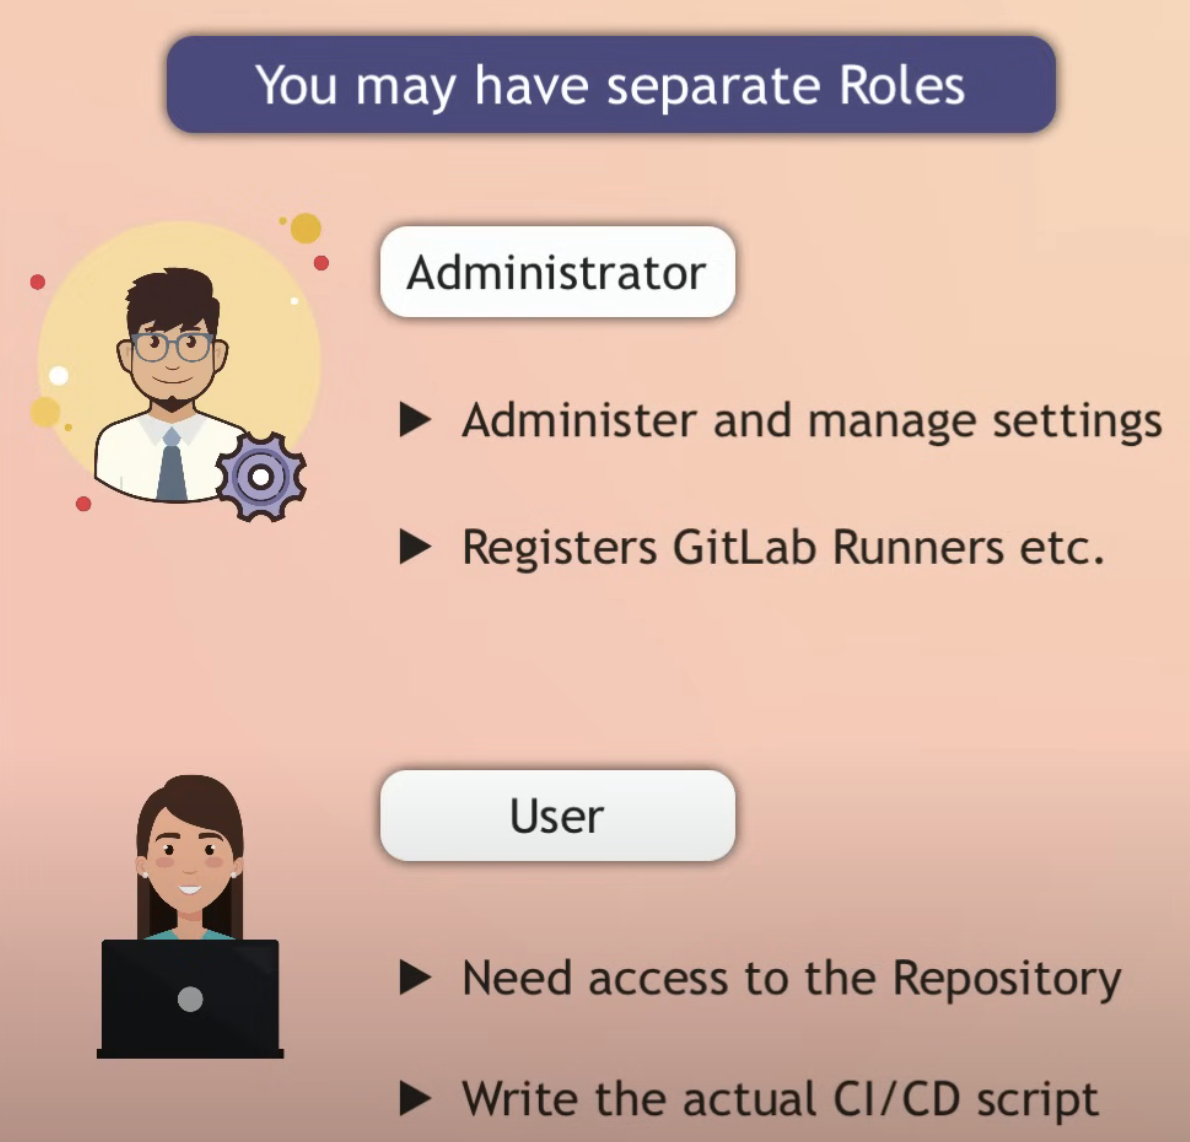 You may have separate Roles
Administrator
Administer and manage settings
Registers GitLab Runners etc.
User
Need access to the Repository
Write the actual CI/CD script